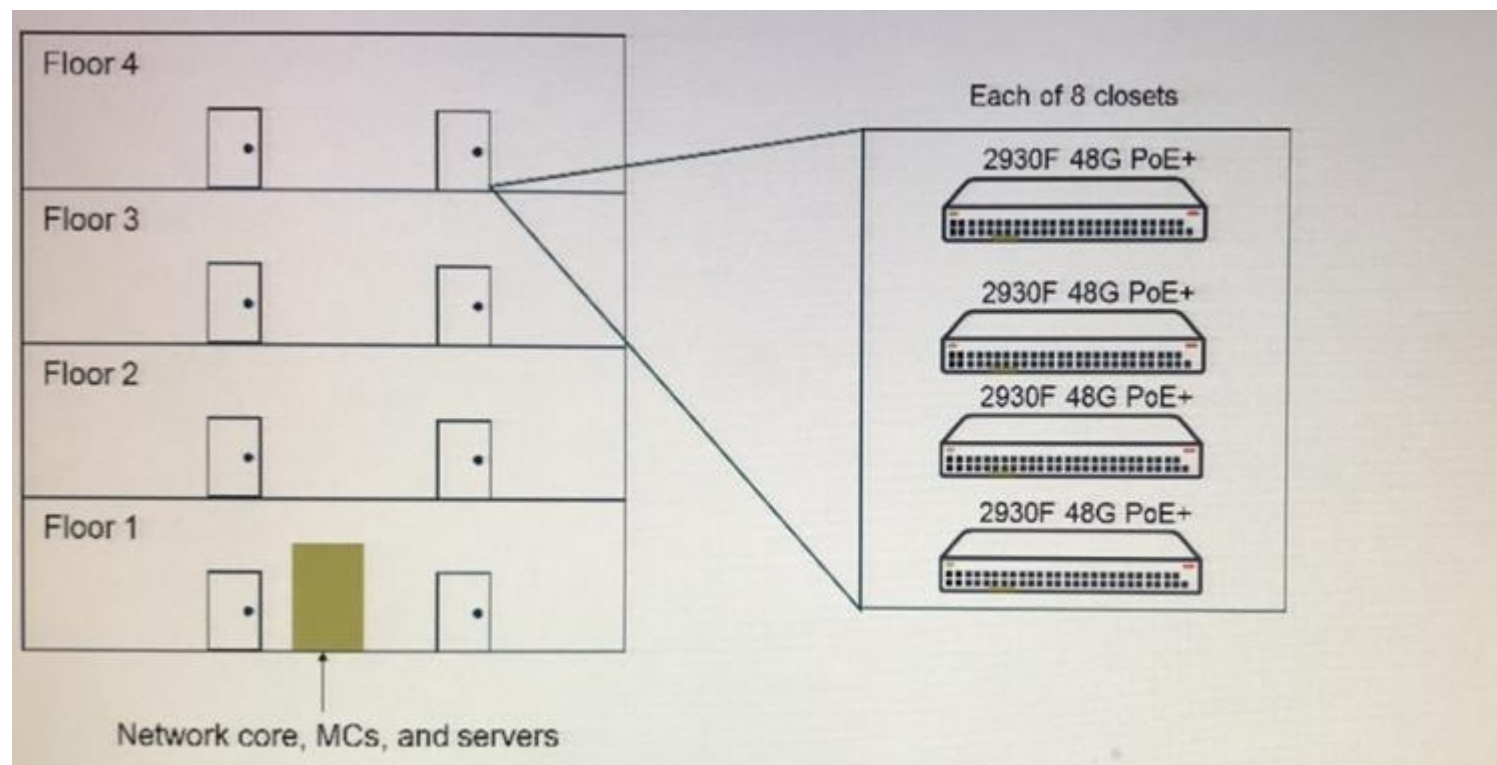 Floor 4
Floor 3
Floor 2
Floor 1
Network core, MCs, and servers
Each of 8 closets
2930F 48G PoE+
2930F 48G PoE+
2930F 48G PoE+
2930F 48G PoE+